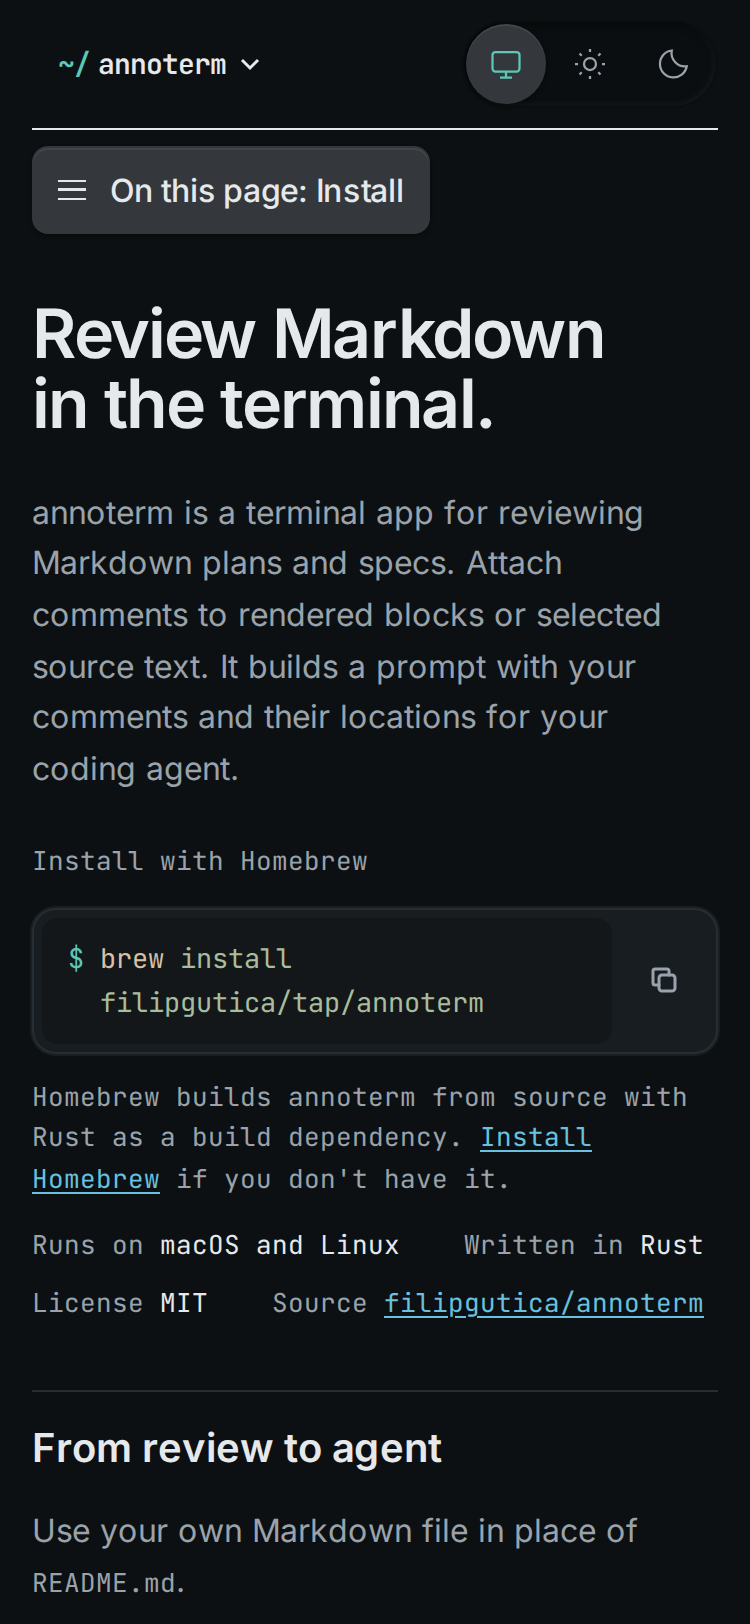 ~/ annoterm
On this page: Install
Review Markdown
in the terminal.
annoterm is a terminal app for reviewing
Markdown plans and specs. Attach
comments to rendered blocks or selected
source text. It builds a prompt with your
comments and their locations for your
coding agent.
Install with Homebrew
$ brew install
filipgutica/tap/annoterm
Homebrew builds annoterm from source with
Rust as a build dependency. Install
Homebrew if you don't have it.
Runs on macOS and Linux Written in Rust
License MIT Source filipgutica/annoterm
From review to agent
Use your own Markdown file in place of
README.md.